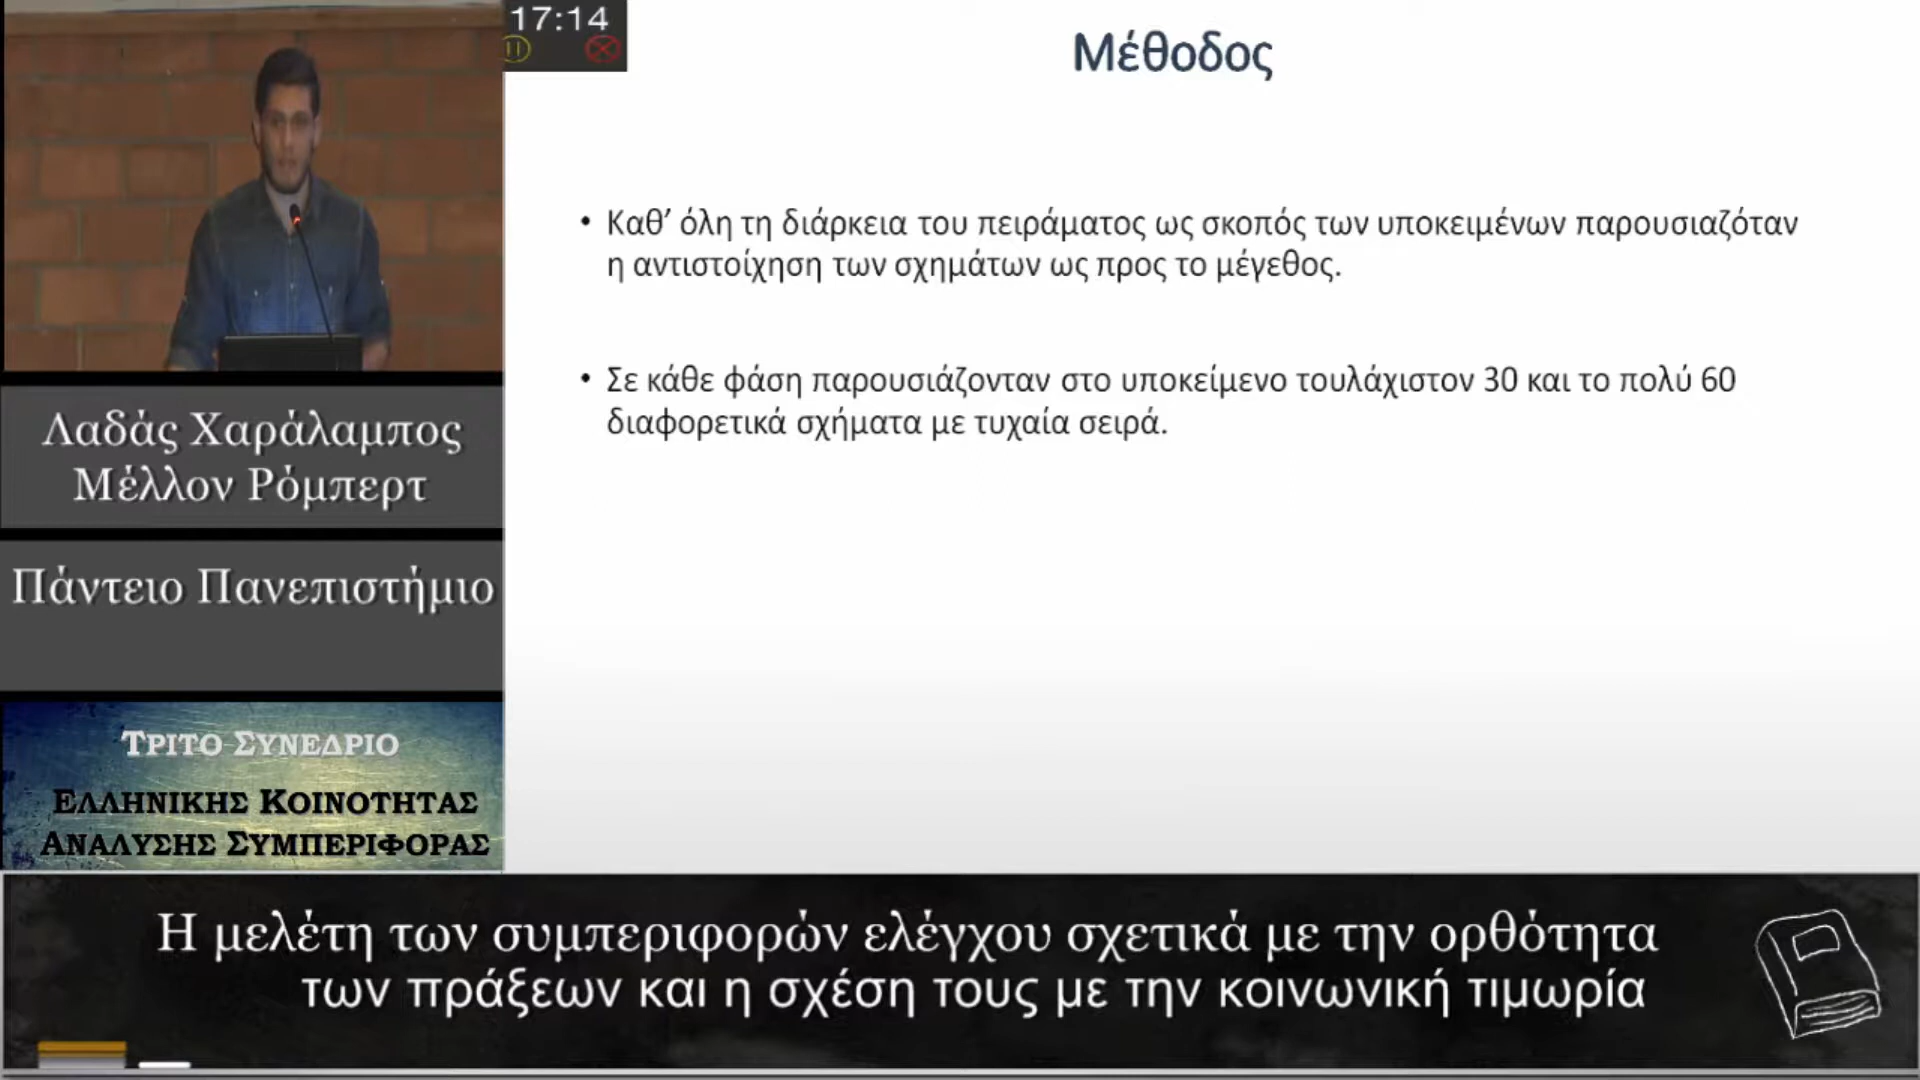 17:14
Μέθοδος
• Καθ’ όλη τη διάρκεια του πειράματος ως σκοπός των υποκειμένων παρουσιαζόταν
η αντιστοίχηση των σχημάτων ως προς το μέγεθος.
• Σε κάθε φάση παρουσιάζονταν στο υποκείμενο τουλάχιστον 30 και το πολύ 60
διαφορετικά σχήματα με τυχαία σειρά.
Λαδάς Χαράλαμπος
Μέλλον Ρόμπερτ
Πάντειο Πανεπιστήμιο
ΤΡΙΤΟ ΣΥΝΕΔΡΙΟ
ΕΛΛΗΝΙΚΗΣ ΚΟΙΝΟΤΗΤΑΣ
ΑΝΑΛΥΣΗΣ ΣΥΜΠΕΡΙΦΟΡΑΣ
Η μελέτη των συμπεριφορών ελέγχου σχετικά με την ορθότητα
των πράξεων και η σχέση τους με την κοινωνική τιμωρία